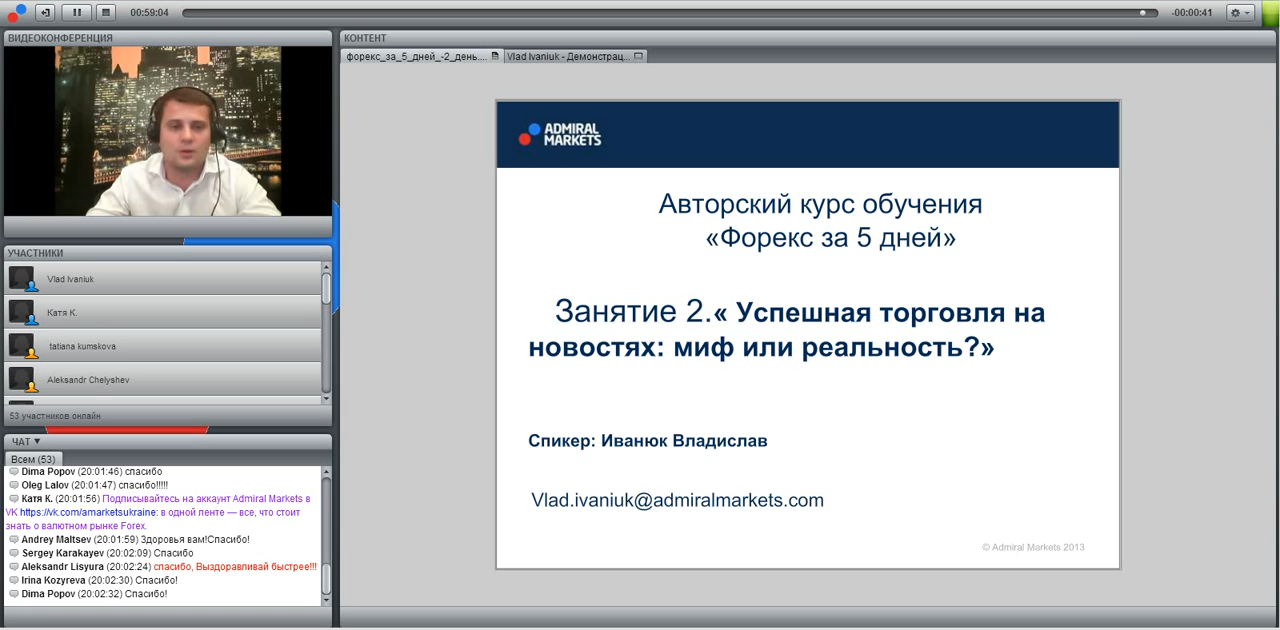 00:59:04
-00:00:41
ВИДЕОКОНФЕРЕНЦИЯ
УЧАСТНИКИ
Vlad Ivaniuk
Катя К.
tatiana kumskova
Aleksandr Chelyshev
53 участников онлайн
ЧАТ
Всем (53)
Dima Popov (20:01:46) спасибо
Oleg Lalov (20:01:47) спасибо!!!!!
Катя К. (20:01:56) Подписывайтесь на аккаунт Admiral Markets в
VK https://vk.com/amarketsukraine: в одной ленте — все, что стоит
знать о валютном рынке Forex.
Andrey Maltsev (20:01:59) Здоровья вам!Спасибо!
Sergey Karakayev (20:02:09) Спасибо
Aleksandr Lisyura (20:02:24) спасибо, Выздоравливай быстрее!!!
Irina Kozyreva (20:02:30) Спасибо!
Dima Popov (20:02:32) Спасибо!
КОНТЕНТ
форекс_за_5_дней_-2_день....
Vlad Ivaniuk - Демонстрац...
ADMIRAL
MARKETS
Авторский курс обучения
«Форекс за 5 дней»
Занятие 2.« Успешная торговля на
новостях: миф или реальность?»
Спикер: Иванюк Владислав
Vlad.ivaniuk@admiralmarkets.com
© Admiral Markets 2013